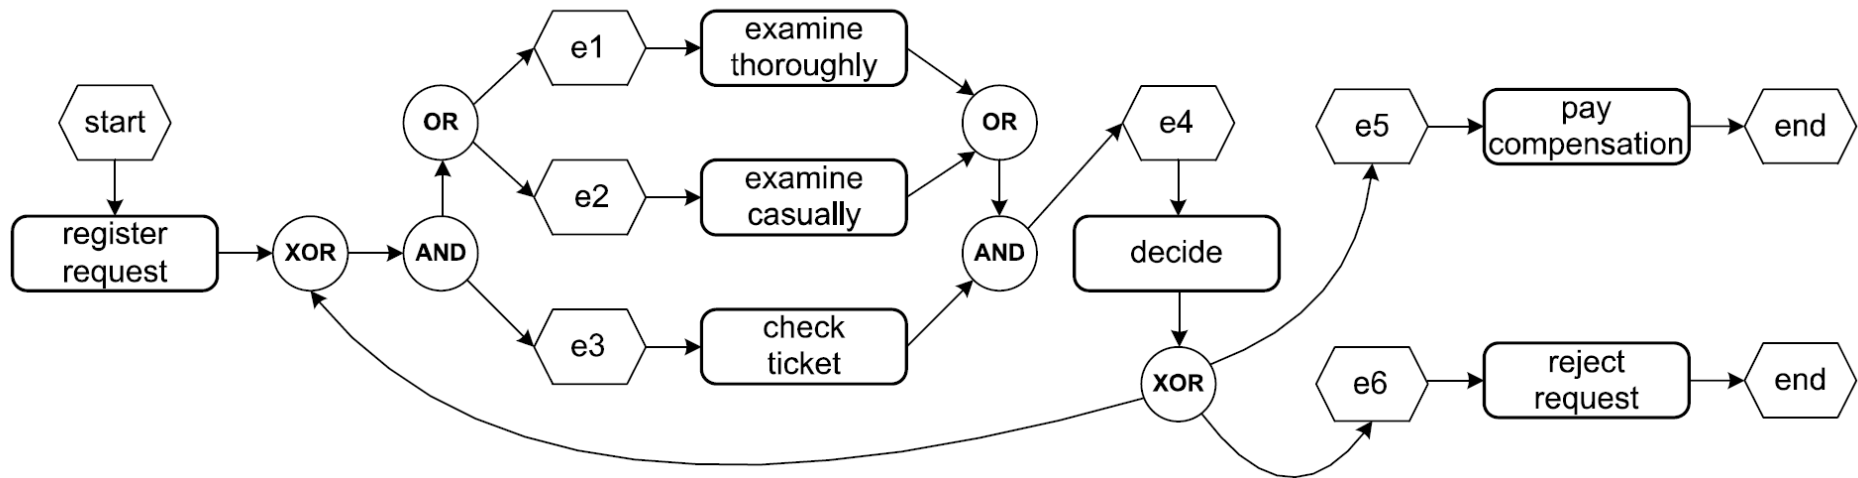 start
register
request
XOR
AND
OR
e1
examine
thoroughly
e2
examine
casually
e3
check
ticket
OR
AND
e4
decide
XOR
e5
pay
compensation
end
e6
reject
request
end